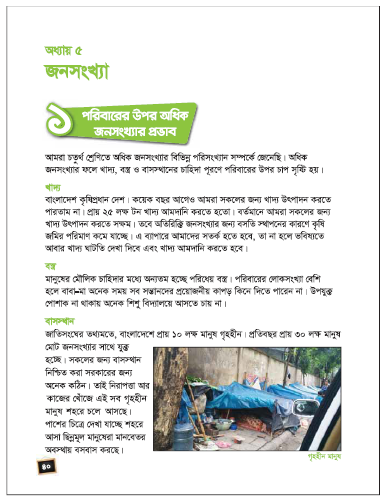 অধ্যায় ৫
জনসংখ্যা
১
পরিবারের উপর অধিক
জনসংখ্যার প্রভাব
আমরা চতুর্থ শ্রেণিতে অধিক জনসংখ্যার বিভিন্ন পরিসংখ্যান সম্পর্কে জেনেছি। অধিক
জনসংখ্যার ফলে খাদ্য, বস্ত্র ও বাসস্থানের চাহিদা পূরণে পরিবারের উপর চাপ সৃষ্টি হয়।
খাদ্য
বাংলাদেশ কৃষিপ্রধান দেশ। কয়েক বছর আগেও আমরা সকলের জন্য খাদ্য উৎপাদন করতে
পারতাম না। প্রায় ২৫ লক্ষ টন খাদ্য আমদানি করতে হতো। বর্তমানে আমরা সকলের জন্য
খাদ্য উৎপাদন করতে সক্ষম। তবে অতিরিক্ত জনসংখ্যার জন্য বসতি স্থাপনের কারণে কৃষি
জমির পরিমাণ কমে যাচ্ছে। এ ব্যাপারে আমাদের সতর্ক হতে হবে, তা না হলে ভবিষ্যতে
আবার খাদ্য ঘাটতি দেখা দিবে এবং খাদ্য আমদানি করতে হবে।
বস্ত্র
মানুষের মৌলিক চাহিদার মধ্যে অন্যতম হচ্ছে পরিধেয় বস্ত্র। পরিবারের লোকসংখ্যা বেশি
হলে বাবা-মা অনেক সময় সব সন্তানদের প্রয়োজনীয় কাপড় কিনে দিতে পারেন না। উপযুক্ত
পোশাক না থাকায় অনেক শিশু বিদ্যালয়ে আসতে চায় না।
বাসস্থান
জাতিসংঘের তথ্যমতে, বাংলাদেশে প্রায় ১০ লক্ষ মানুষ গৃহহীন। প্রতিবছর প্রায় ৩০ লক্ষ মানুষ
মোট জনসংখ্যার সাথে যুক্ত
হচ্ছে। সকলের জন্য বাসস্থান
নিশ্চিত করা সরকারের জন্য
অনেক কঠিন। তাই নিরাপত্তা আর
কাজের খোঁজে এই সব গৃহহীন
মানুষ শহরে চলে আসছে।
পাশের চিত্রে দেখা যাচ্ছে শহরে
আসা ছিন্নমূল মানুষেরা মানবেতর
অবস্থায় বসবাস করছে।
গৃহহীন মানুষ
৪০